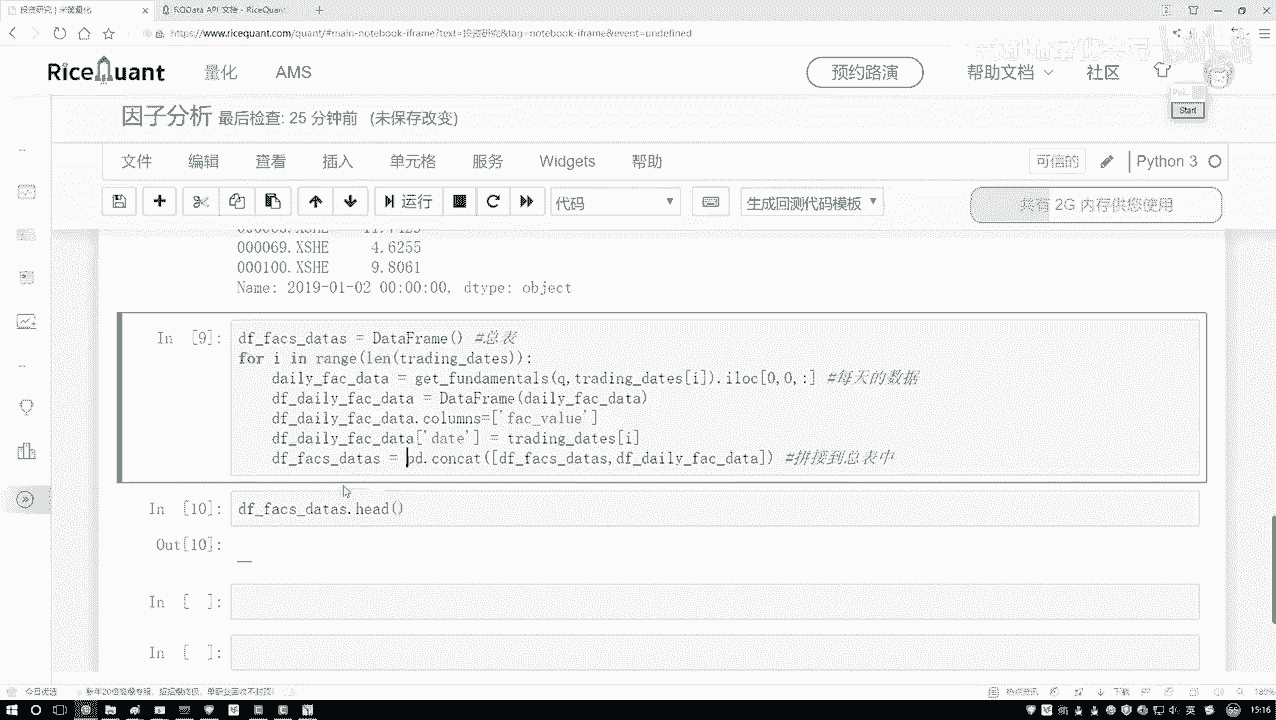 投资研究 | 米筐量化
RQData API 文档 - RiceQuant
https://www.ricequant.com/quant/#main-notebook-iframe?text=投资研究&tag=notebook-iframe&event=undefined
RiceQuant 量化 AMS 预约路演 帮助文档 社区
Start
因子分析 最后检查: 25 分钟前 (未保存改变)
文件 编辑 查看 插入 单元格 服务 Widgets 帮助 可信的 Python 3
运行 代码 生成回测代码模板 共有 2G 内存供您使用
000069.XSHE 4.6255
000100.XSHE 9.8061
Name: 2019-01-02 00:00:00, dtype: object
In [9]: df_facs_datas = DataFrame() #总表
for i in range(len(trading_dates)):
daily_fac_data = get_fundamentals(q,trading_dates[i]).iloc[0,0,:] #每天的数据
df_daily_fac_data = DataFrame(daily_fac_data)
df_daily_fac_data.columns=['fac_value']
df_daily_fac_data['date'] = trading_dates[i]
df_facs_datas = pd.concat([df_facs_datas,df_daily_fac_data]) #拼接到总表中
In [10]: df_facs_datas.head()
Out[10]:
In [ ]:
In [ ]:
180%
15:16